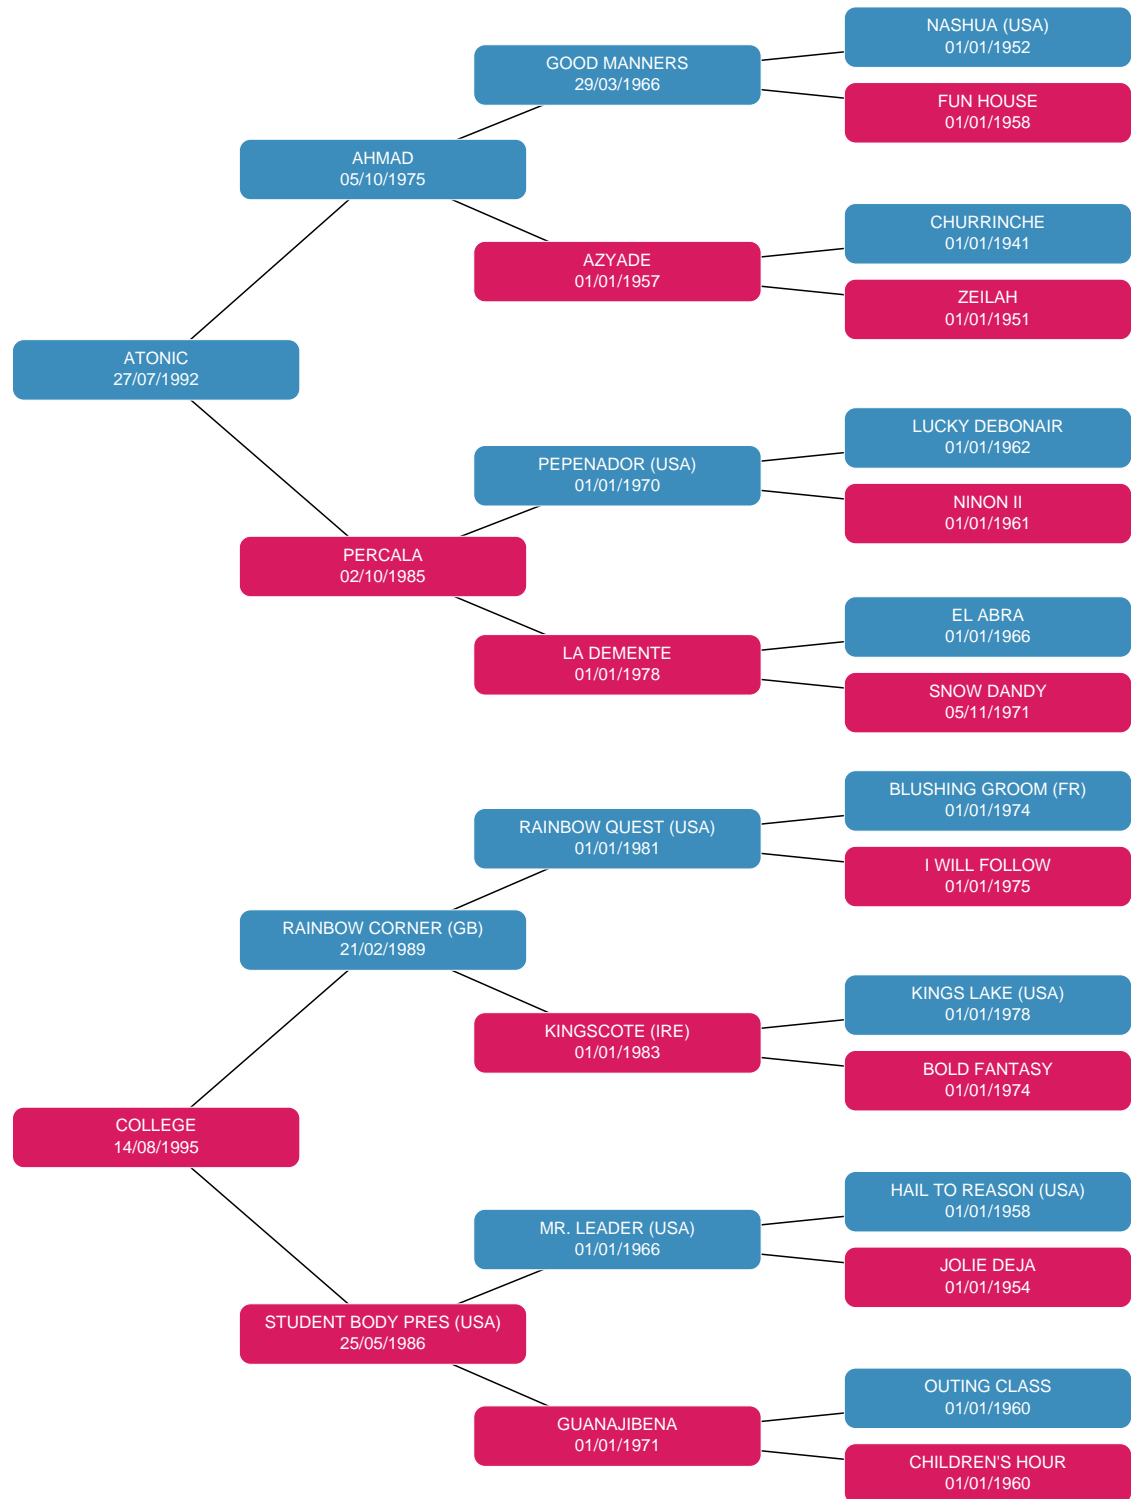 NASHUA (USA)
01/01/1952
GOOD MANNERS
29/03/1966
FUN HOUSE
01/01/1958
AHMAD
05/10/1975
CHURRINCHE
01/01/1941
AZYADE
01/01/1957
ZEILAH
01/01/1951
ATONIC
27/07/1992
LUCKY DEBONAIR
01/01/1962
PEPENADOR (USA)
01/01/1970
NINON II
01/01/1961
PERCALA
02/10/1985
EL ABRA
01/01/1966
LA DEMENTE
01/01/1978
SNOW DANDY
05/11/1971
BLUSHING GROOM (FR)
01/01/1974
RAINBOW QUEST (USA)
01/01/1981
I WILL FOLLOW
01/01/1975
RAINBOW CORNER (GB)
21/02/1989
KINGS LAKE (USA)
01/01/1978
KINGSCOTE (IRE)
01/01/1983
BOLD FANTASY
01/01/1974
COLLEGE
14/08/1995
HAIL TO REASON (USA)
01/01/1958
MR. LEADER (USA)
01/01/1966
JOLIE DEJA
01/01/1954
STUDENT BODY PRES (USA)
25/05/1986
OUTING CLASS
01/01/1960
GUANAJIBENA
01/01/1971
CHILDREN'S HOUR
01/01/1960